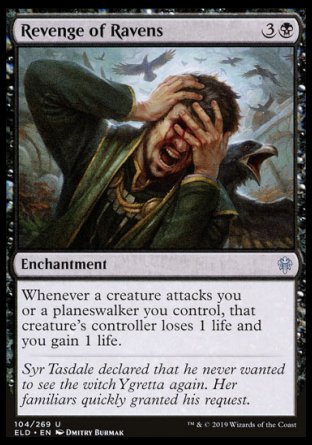 Revenge of Ravens 3
Enchantment
Whenever a creature attacks you
or a planeswalker you control, that
creature's controller loses 1 life and
you gain 1 life.
Syr Tasdale declared that he never wanted
to see the witch Ygretta again. Her
familiars quickly granted his request.
104/269 U
ELD • EN Dmitry Burmak
™ & © 2019 Wizards of the Coast